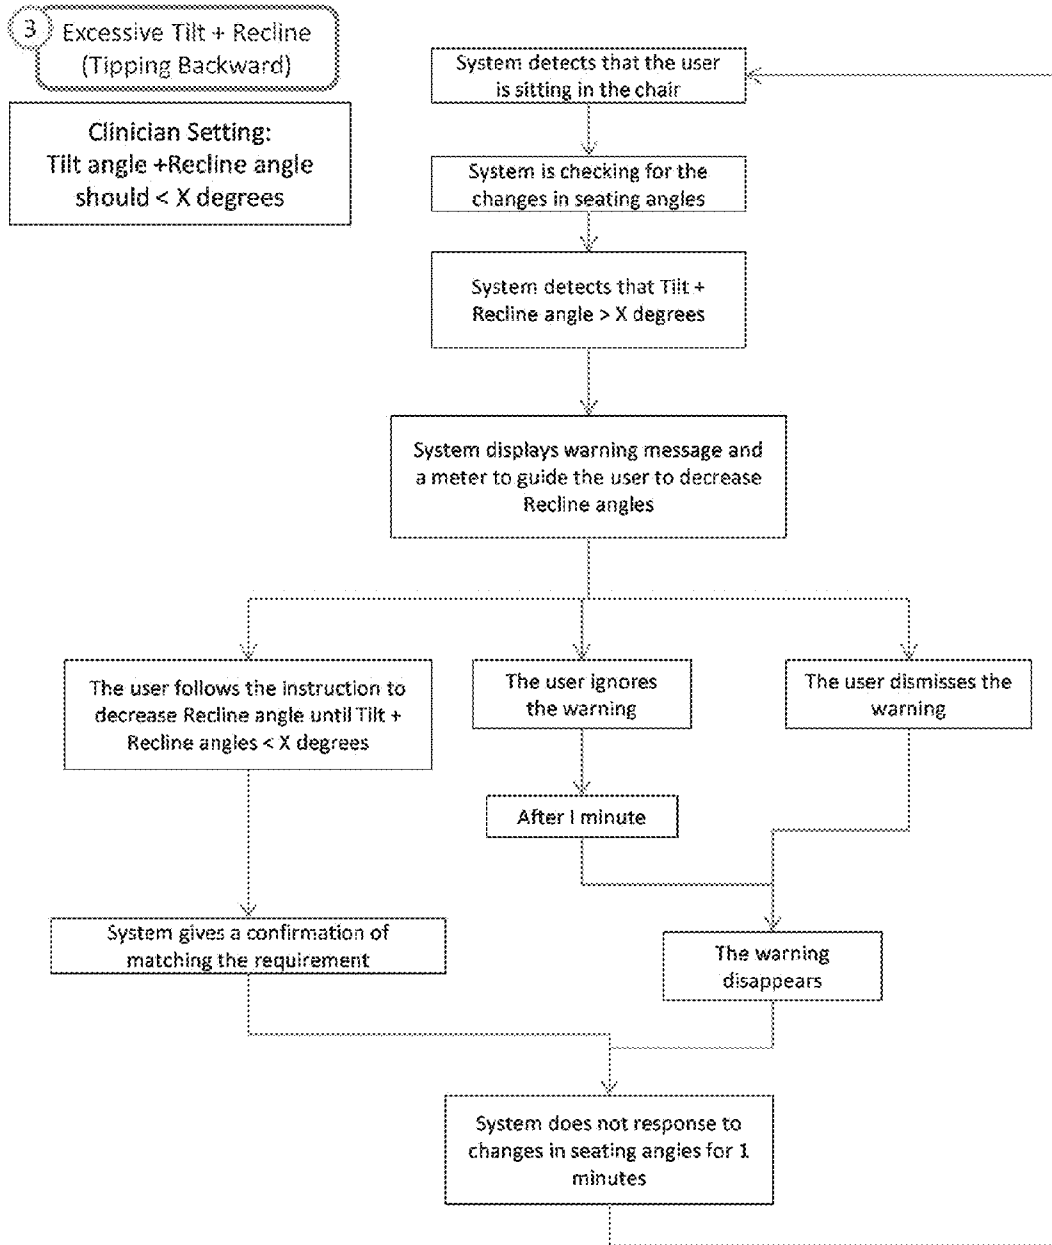 3
Excessive Tilt + Recline
(Tipping Backward)
Clinician Setting:
Tilt angle +Recline angle
should < X degrees
System detects that the user
is sitting in the chair
System is checking for the
changes in seating angles
System detects that Tilt +
Recline angle > X degrees
System displays warning message and
a meter to guide the user to decrease
Recline angles
The user follows the instruction to
decrease Recline angle until Tilt +
Recline angles < X degrees
The user ignores
the warning
The user dismisses the
warning
After I minute
System gives a confirmation of
matching the requirement
The warning
disappears
System does not response to
changes in seating angles for 1
minutes